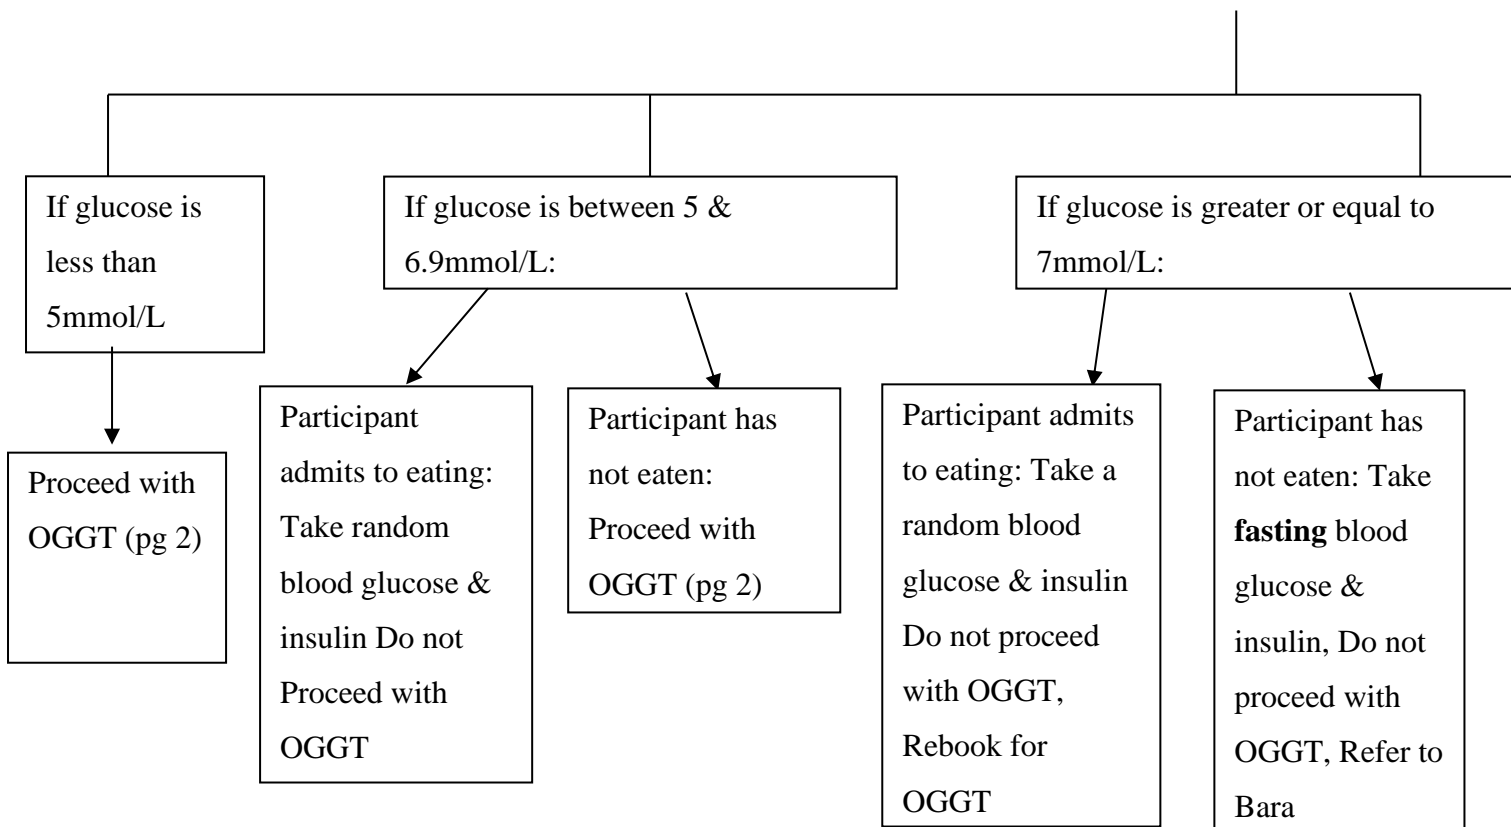 If glucose is
less than
5mmol/L
If glucose is between 5 &
6.9mmol/L:
If glucose is greater or equal to
7mmol/L:
Proceed with
OGGT (pg 2)
Participant
admits to eating:
Take random
blood glucose &
insulin Do not
Proceed with
OGGT
Participant has
not eaten:
Proceed with
OGGT (pg 2)
Participant admits
to eating: Take a
random blood
glucose & insulin
Do not proceed
with OGGT,
Rebook for
OGGT
Participant has
not eaten: Take
fasting blood
glucose &
insulin, Do not
proceed with
OGGT, Refer to
Bara